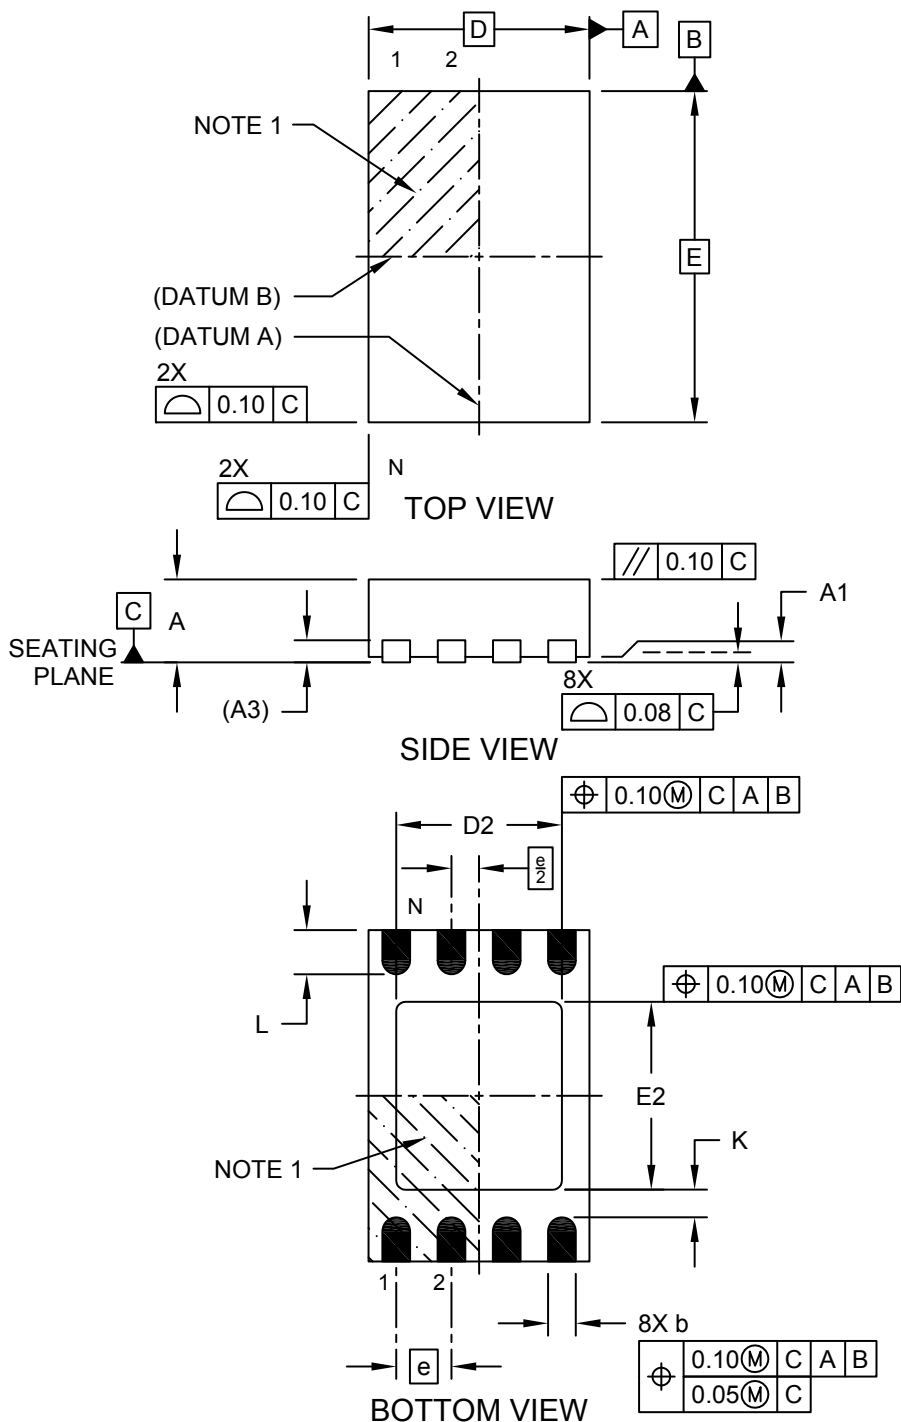 D
A
B
1 2
NOTE 1
E
(DATUM B)
(DATUM A)
2X
0.10 C
2X
0.10 C
N
TOP VIEW
// 0.10 C
A1
C
A
SEATING
PLANE
(A3)
8X
0.08 C
SIDE VIEW
⌖ 0.10Ⓜ C A B
D2
e
2
N
⌖ 0.10Ⓜ C A B
L
E2
K
NOTE 1
1 2
8X b
e
⌖ 0.10Ⓜ C A B
0.05Ⓜ C
BOTTOM VIEW